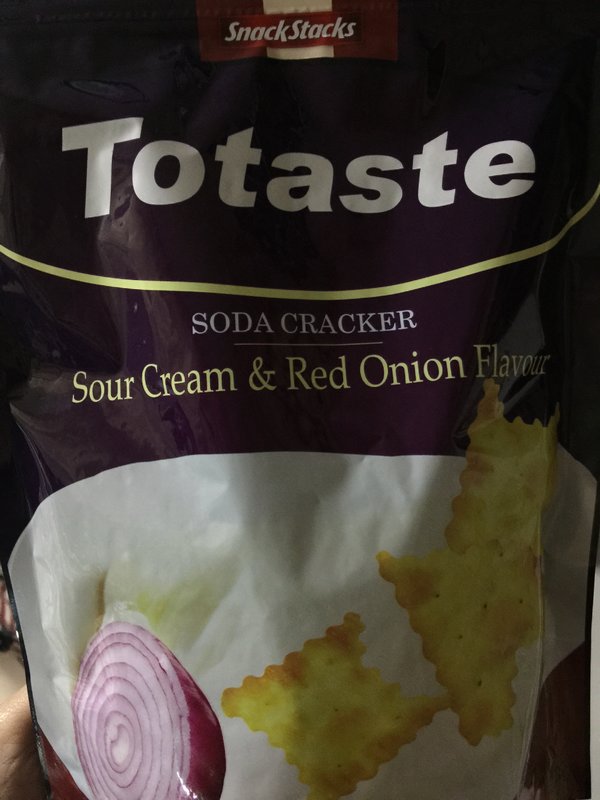 SnackStacks
Totaste
SODA CRACKER
Sour Cream & Red Onion Flavour